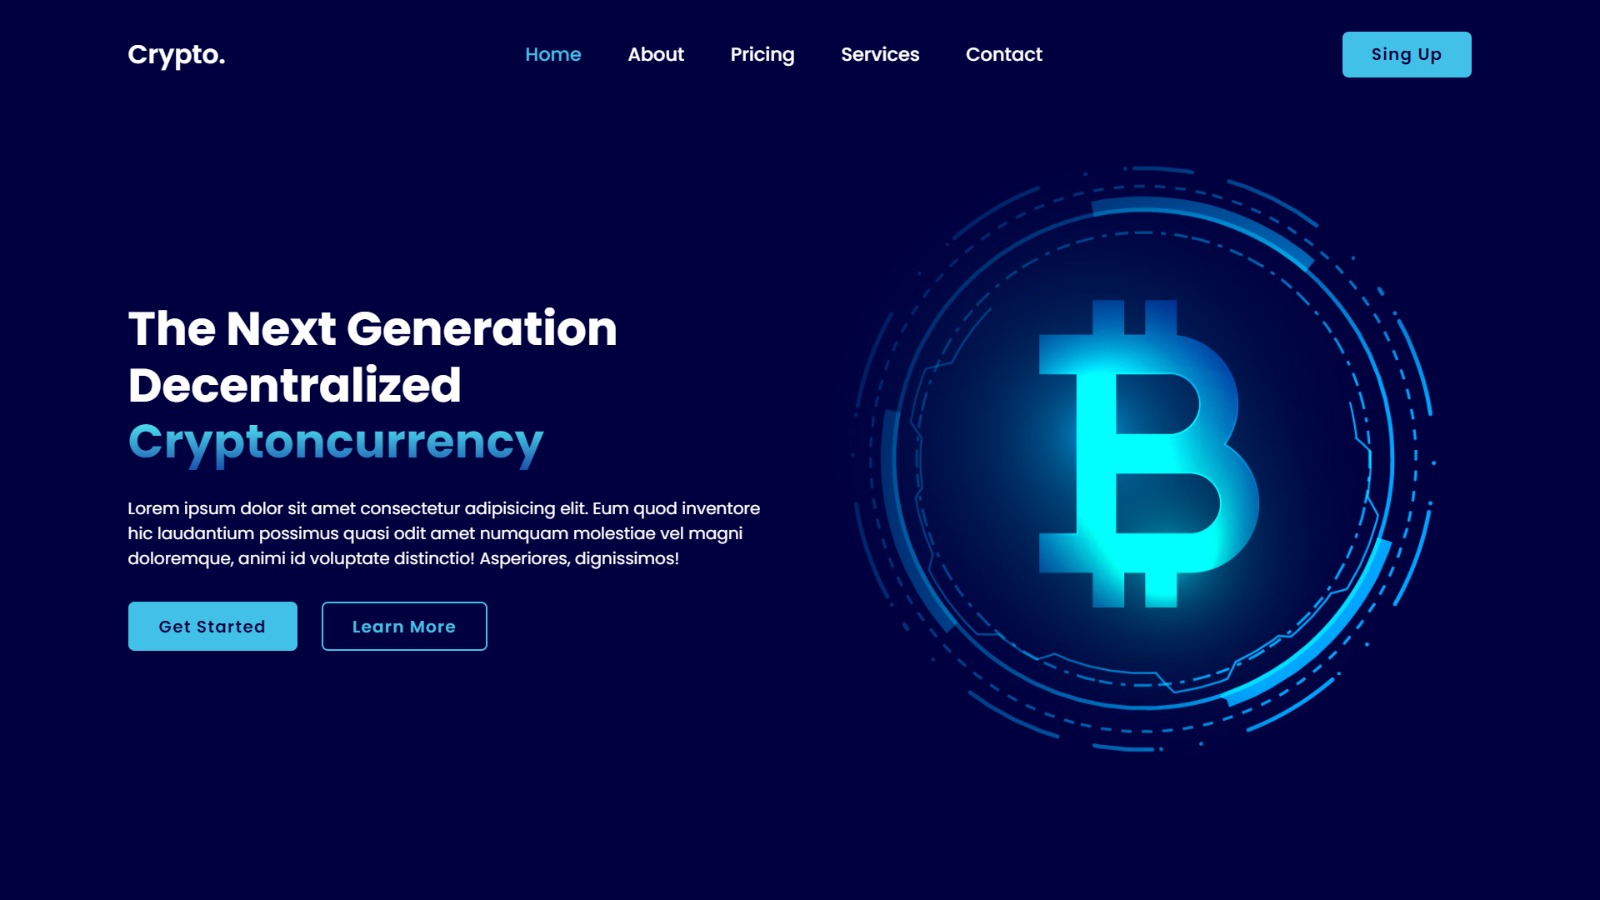 Crypto.
Home
About
Pricing
Services
Contact
Sing Up
The Next Generation
Decentralized
Cryptoncurrency
Lorem ipsum dolor sit amet consectetur adipisicing elit. Eum quod inventore
hic laudantium possimus quasi odit amet numquam molestiae vel magni
doloremque, animi id voluptate distinctio! Asperiores, dignissimos!
Get Started
Learn More